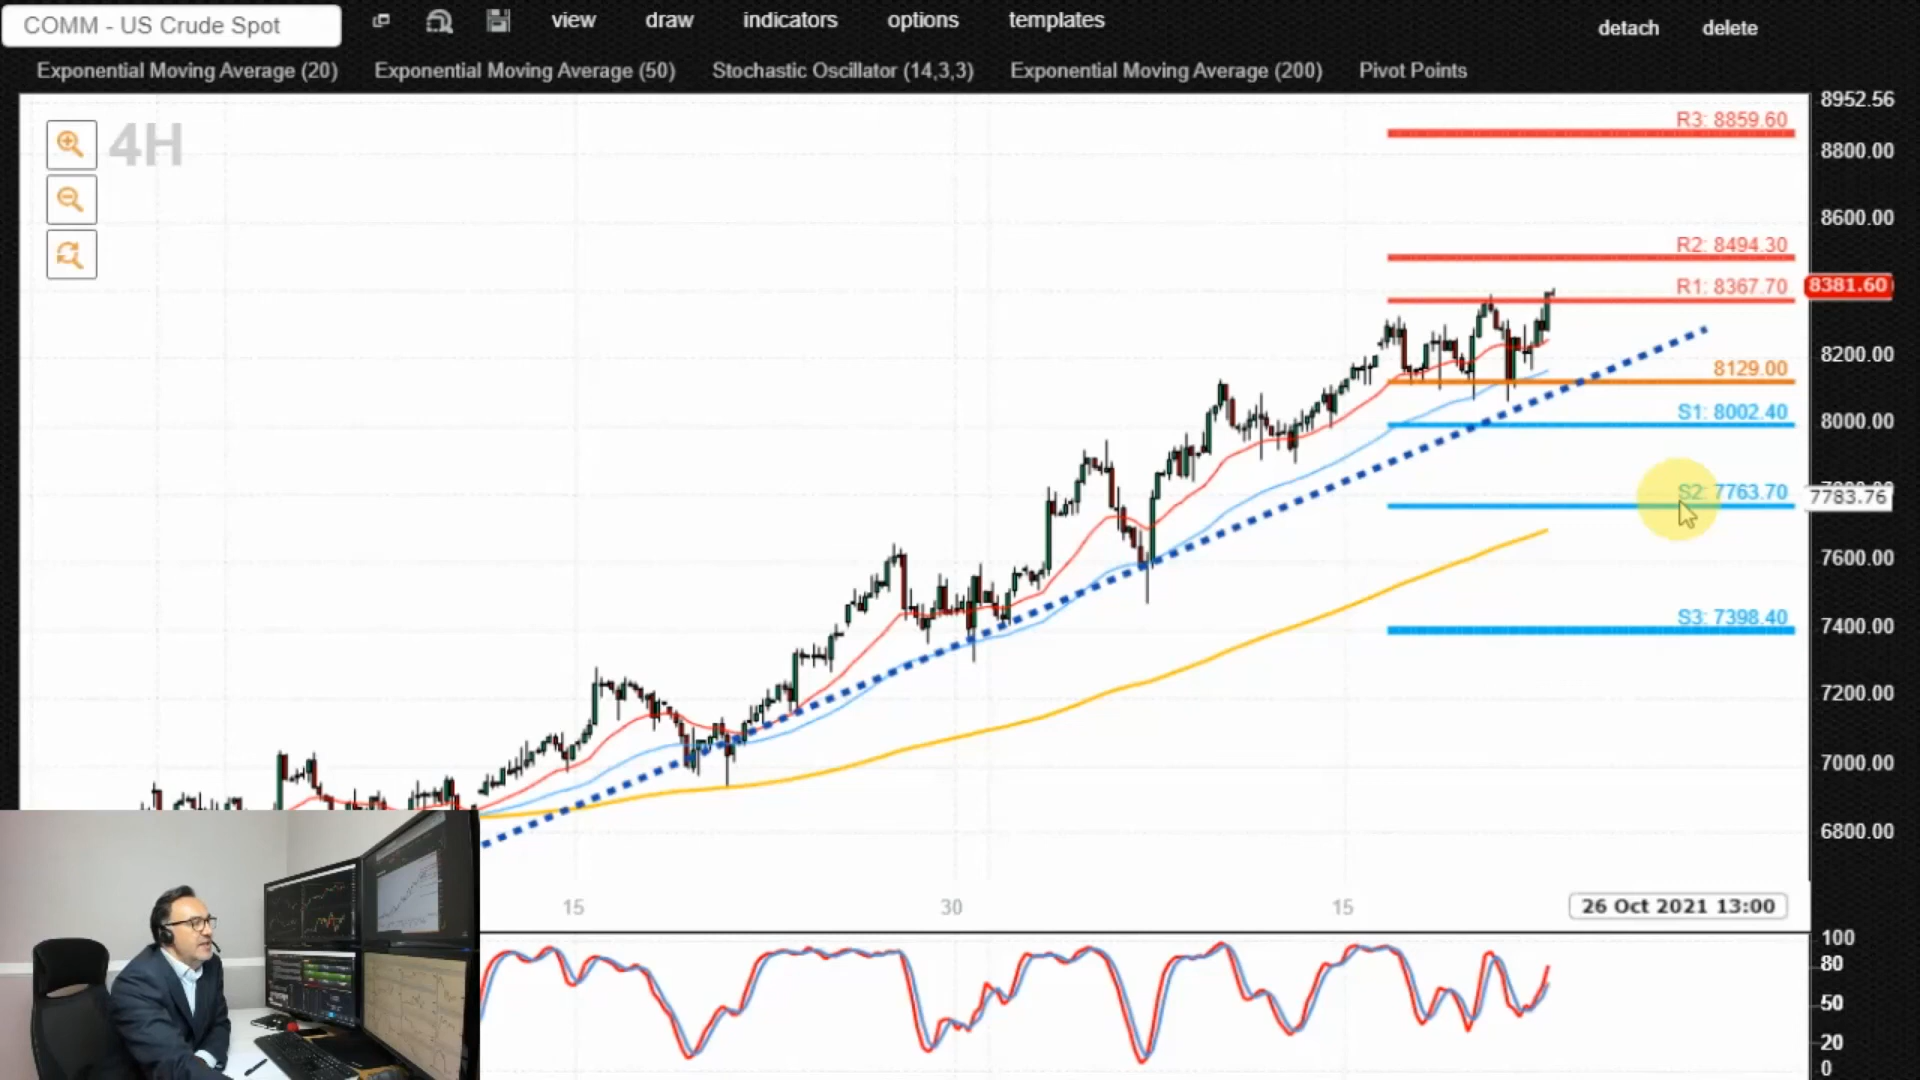 COMM - US Crude Spot
view draw indicators options templates
detach delete
Exponential Moving Average (20) Exponential Moving Average (50) Stochastic Oscillator (14,3,3) Exponential Moving Average (200) Pivot Points
4H
8952.56
R3: 8859.60
8800.00
8600.00
R2: 8494.30
R1: 8367.70
8381.60
8200.00
8129.00
S1: 8002.40
8000.00
S2: 7763.70
7783.76
7600.00
S3: 7398.40
7400.00
7200.00
7000.00
6800.00
15 30 15
26 Oct 2021 13:00
100
80
50
20
0